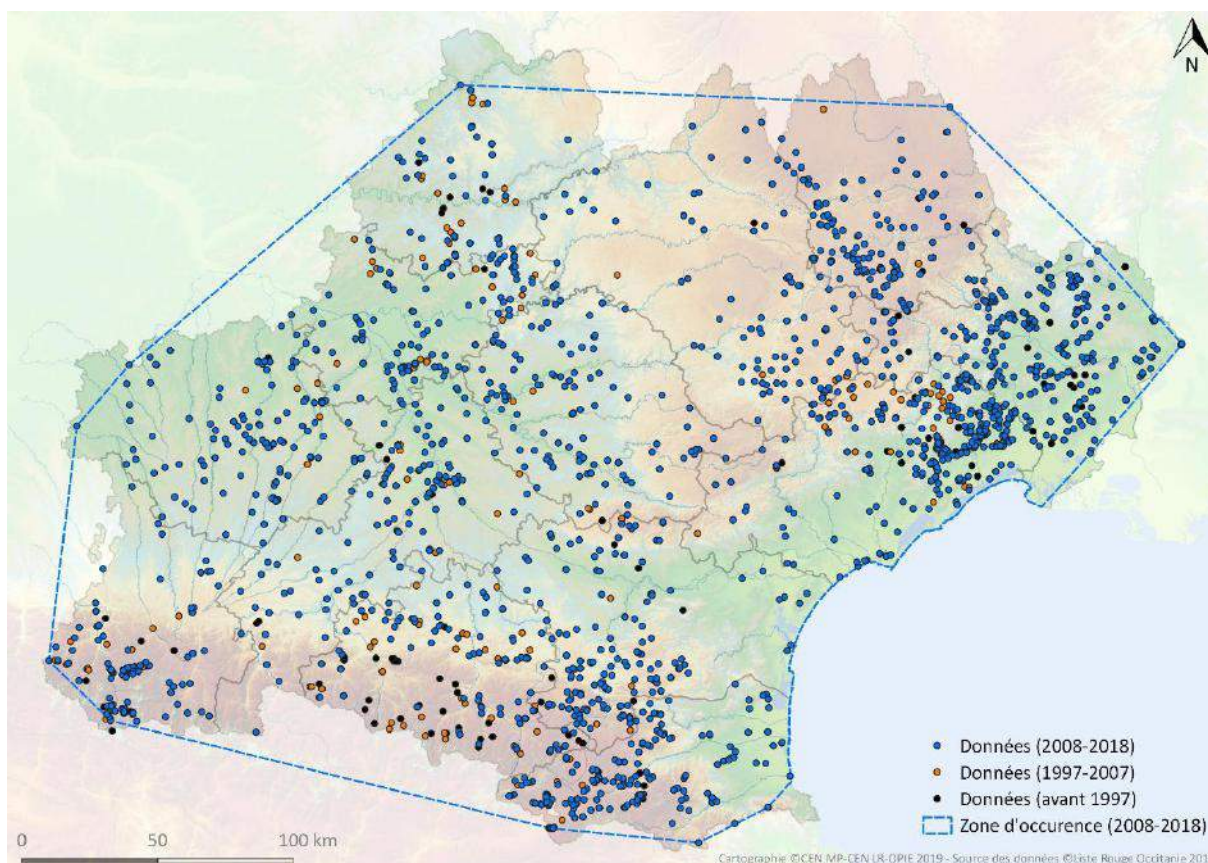 N
Données (2008-2018)
Données (1997-2007)
Données (avant 1997)
Zone d'occurence (2008-2018)
0 50 100 km
Cartographie ©CEN MP-CEN LR-OPIE 2019 - Source des données ©Liste Rouge Occitanie 201